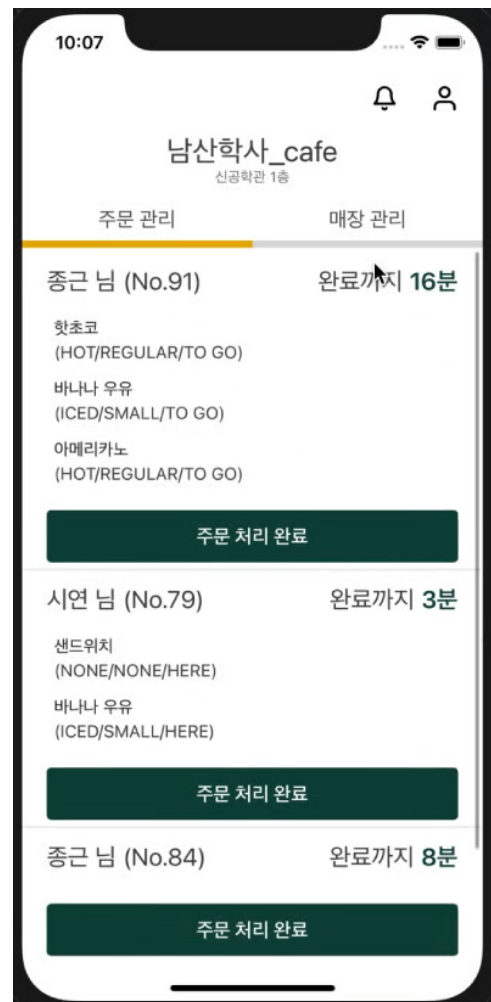 10:07
남산학사_cafe
신공학관 1층
주문 관리 매장 관리
종근 님 (No.91) 완료까지 16분
핫초코
(HOT/REGULAR/TO GO)
바나나 우유
(ICED/SMALL/TO GO)
아메리카노
(HOT/REGULAR/TO GO)
주문 처리 완료
시연 님 (No.79) 완료까지 3분
샌드위치
(NONE/NONE/HERE)
바나나 우유
(ICED/SMALL/HERE)
주문 처리 완료
종근 님 (No.84) 완료까지 8분
주문 처리 완료